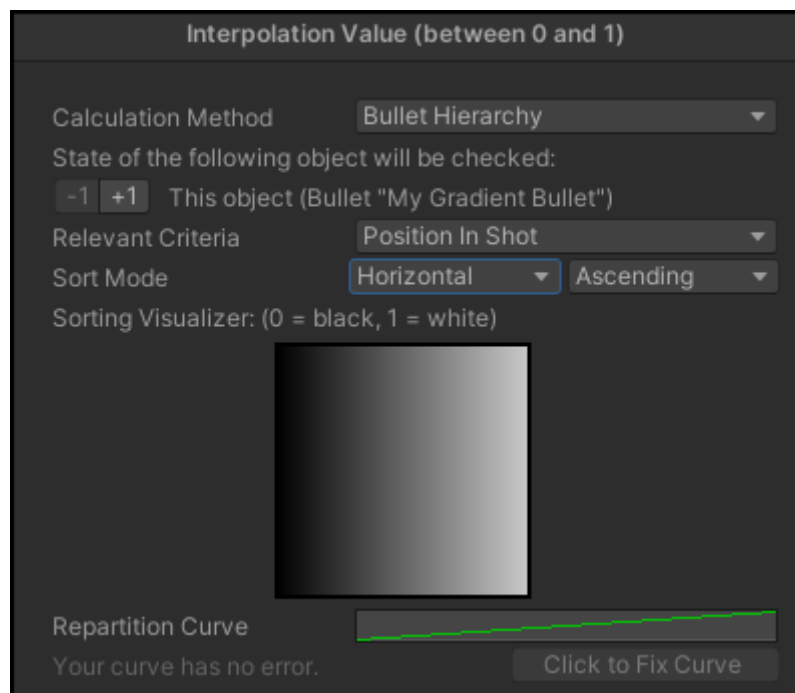 Interpolation Value (between 0 and 1)
Calculation Method Bullet Hierarchy
State of the following object will be checked:
-1 +1 This object (Bullet "My Gradient Bullet")
Relevant Criteria Position In Shot
Sort Mode Horizontal Ascending
Sorting Visualizer: (0 = black, 1 = white)
Repartition Curve
Your curve has no error. Click to Fix Curve